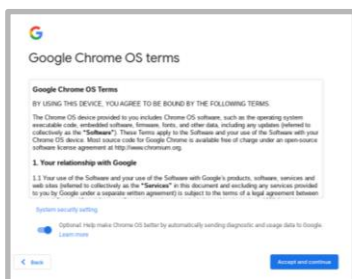 Google Chrome OS terms
Google Chrome OS Terms
BY USING THIS DEVICE, YOU AGREE TO BE BOUND BY THE FOLLOWING TERMS.
The Chrome OS device provided to you includes Chrome OS software, such as the operating system
executable code, embedded software, firmware, fonts, and other data, including any updates (referred to
collectively as the "Software"). These Terms apply to the Software and your use of the Software with your
Chrome OS device. Most source code for Google Chrome is available free of charge under an open-source
software license agreement at http://www.chromium.org.
1. Your relationship with Google
1.1 Your use of the Software and your use of the Software with Google's products, software, services and
web sites (referred to collectively as the "Services" in this document and excluding any services provided
to you by Google under a separate written agreement) is subject to the terms of a legal agreement between
System security setting
Optional: Help make Chrome OS better by automatically sending diagnostic and usage data to Google.
Learn more
Back
Accept and continue